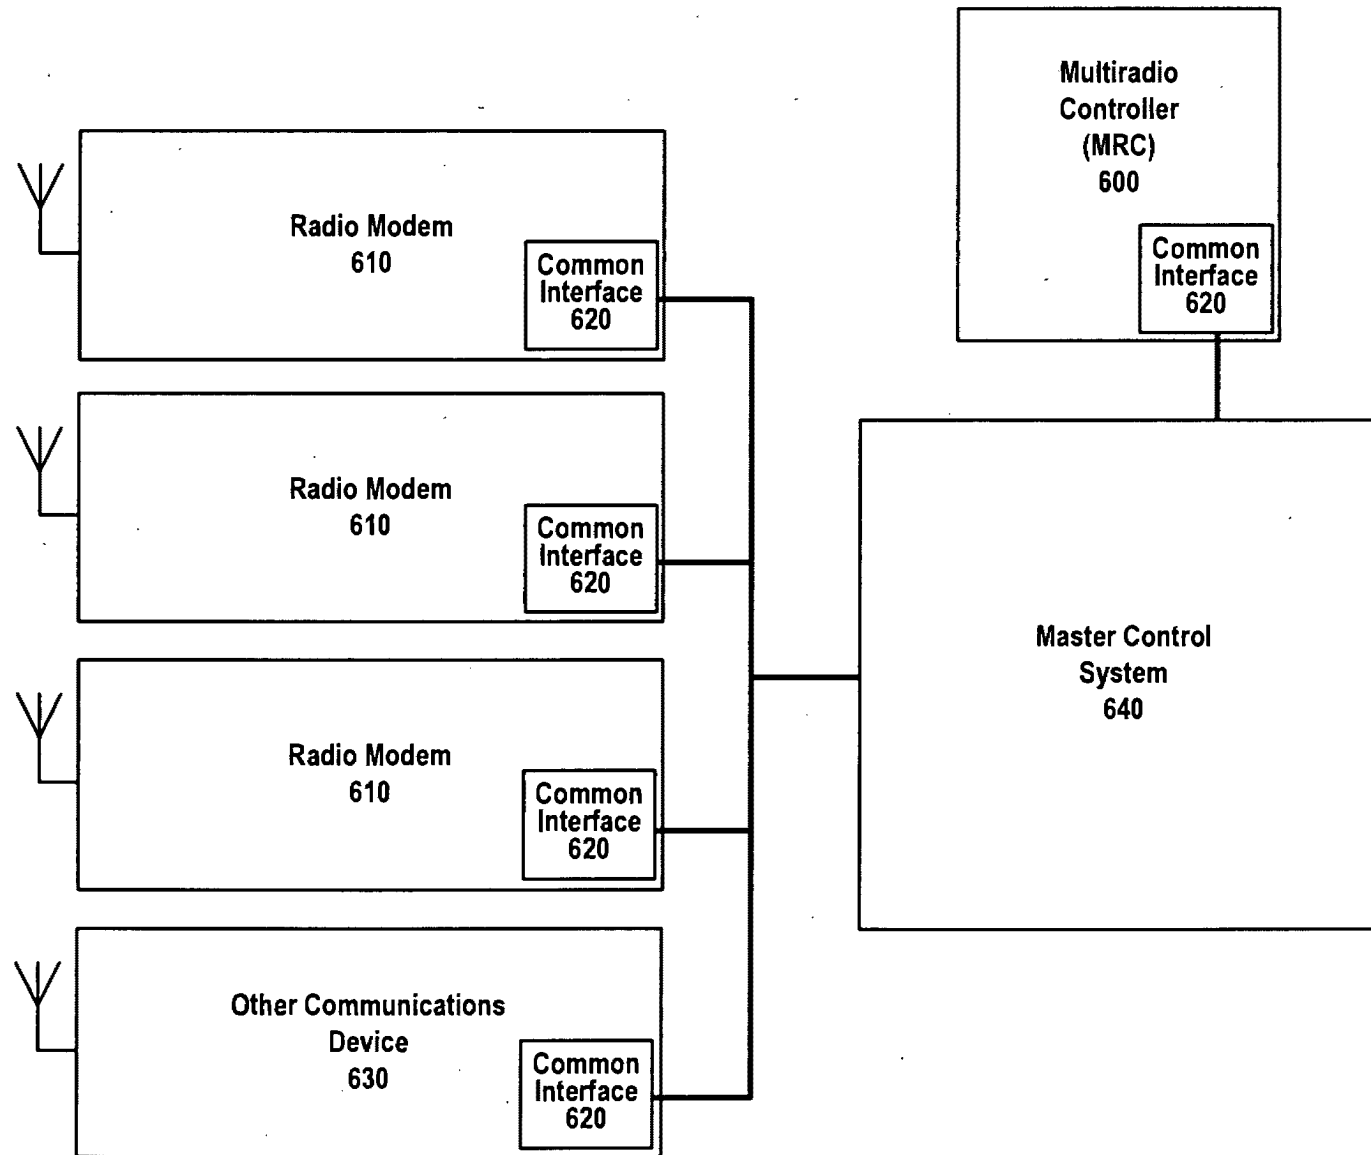 Multiradio
Controller
(MRC)
600
Common
Interface
620
Radio Modem
610
Common
Interface
620
Radio Modem
610
Common
Interface
620
Master Control
System
640
Radio Modem
610
Common
Interface
620
Other Communications
Device
630
Common
Interface
620